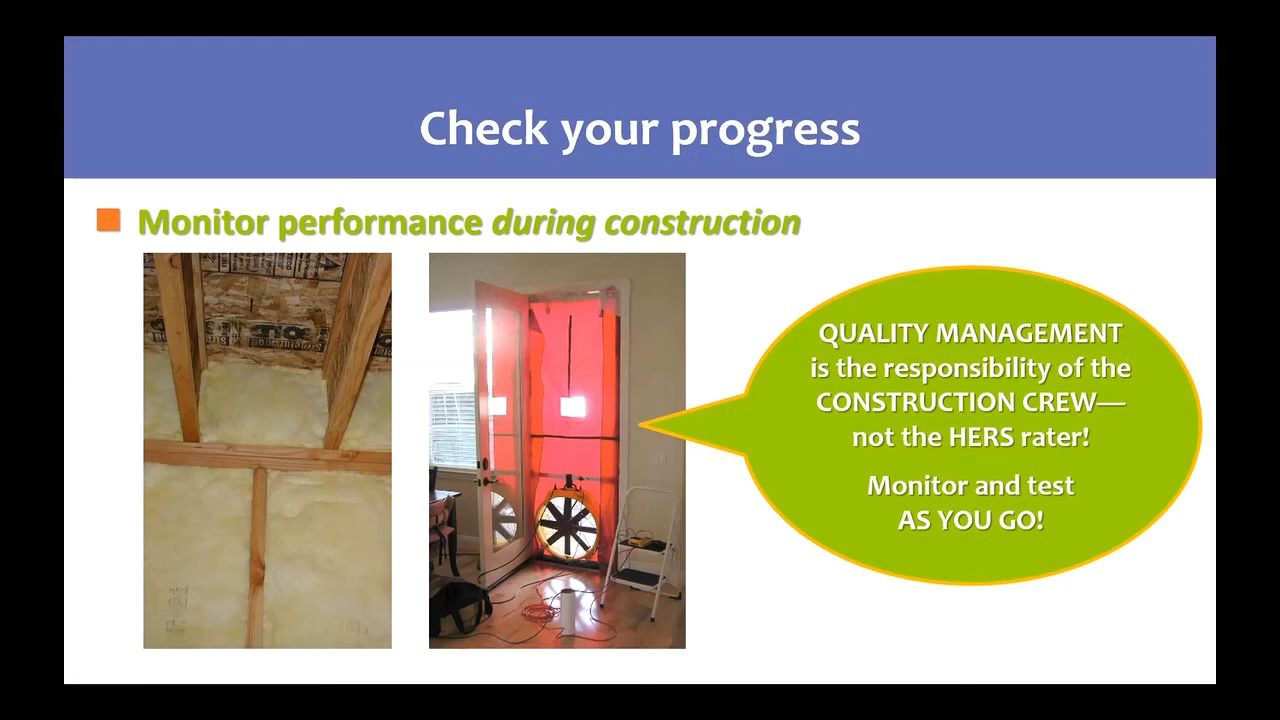 Check your progress
Monitor performance during construction
QUALITY MANAGEMENT
is the responsibility of the
CONSTRUCTION CREW—
not the HERS rater!
Monitor and test
AS YOU GO!